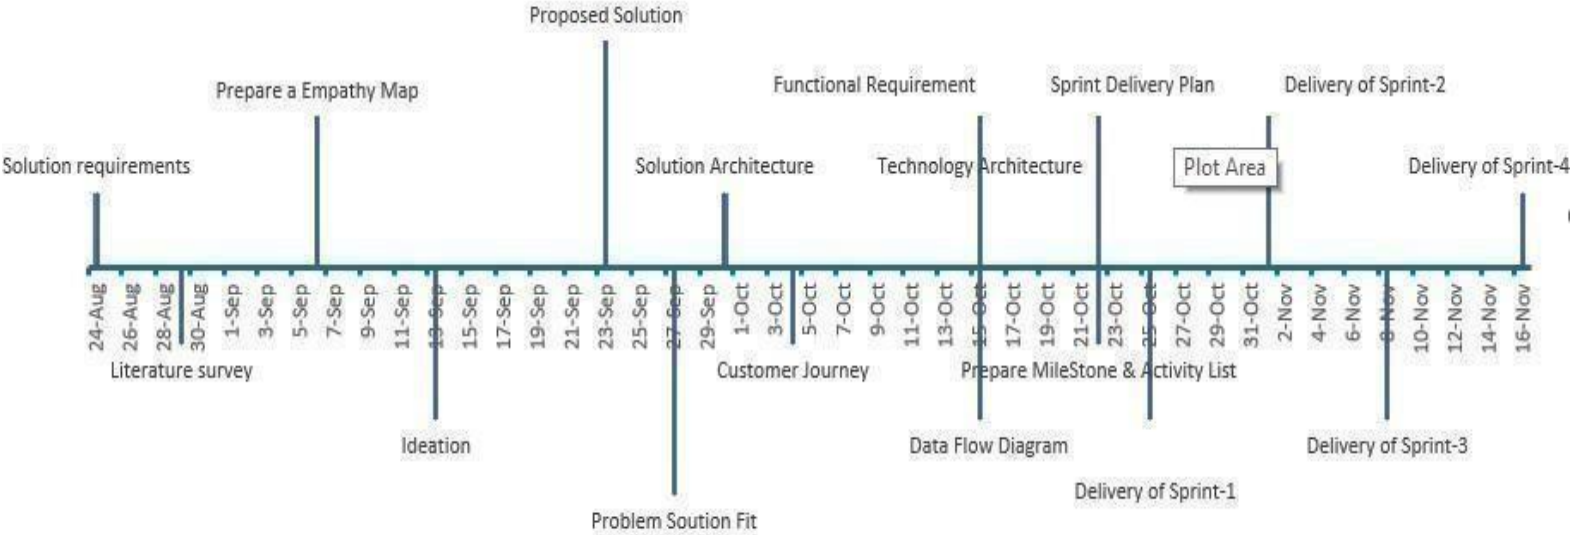 Proposed Solution
Prepare a Empathy Map
Functional Requirement
Sprint Delivery Plan
Delivery of Sprint-2
Solution requirements
Solution Architecture
Technology Architecture
Plot Area
Delivery of Sprint-4
24-Aug
26-Aug
28-Aug
30-Aug
1-Sep
3-Sep
5-Sep
7-Sep
9-Sep
11-Sep
13-Sep
15-Sep
17-Sep
19-Sep
21-Sep
23-Sep
25-Sep
27-Sep
29-Sep
1-Oct
3-Oct
5-Oct
7-Oct
9-Oct
11-Oct
13-Oct
15-Oct
17-Oct
19-Oct
21-Oct
23-Oct
25-Oct
27-Oct
29-Oct
31-Oct
2-Nov
4-Nov
6-Nov
8-Nov
10-Nov
12-Nov
14-Nov
16-Nov
Literature survey
Customer Journey
Prepare MileStone & Activity List
Ideation
Data Flow Diagram
Delivery of Sprint-3
Delivery of Sprint-1
Problem Soution Fit